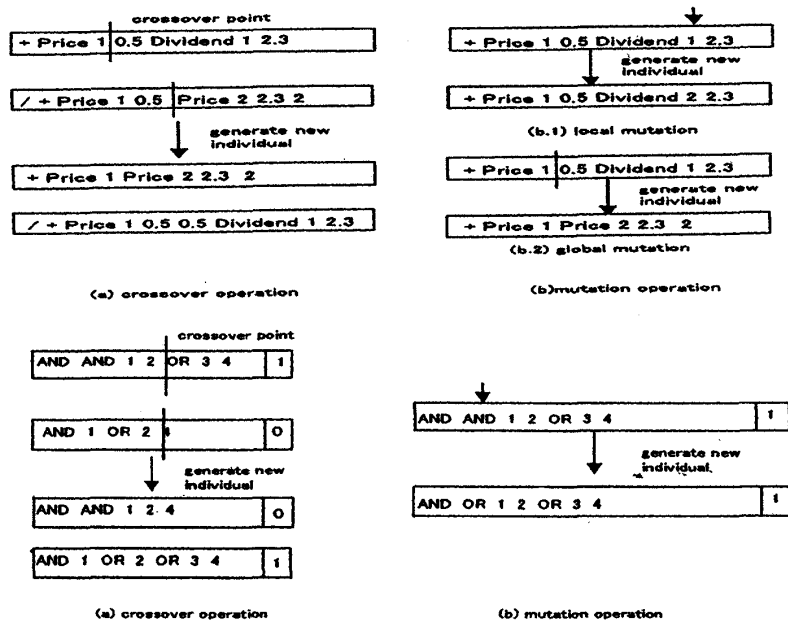 crossover point
+ Price 1 0.5 Dividend 1 2.3
/ + Price 1 0.5 Price 2 2.3 2
generate new
individual
+ Price 1 Price 2 2.3 2
/ + Price 1 0.5 0.5 Dividend 1 2.3
(a) crossover operation
+ Price 1 0.5 Dividend 1 2.3
generate new
individual
+ Price 1 0.5 Dividend 2 2.3
(b.1) local mutation
+ Price 1 0.5 Dividend 1 2.3
generate new
individual
+ Price 1 Price 2 2.3 2
(b.2) global mutation
(b)mutation operation
crossover point
AND AND 1 2 OR 3 4 1
AND 1 OR 2 4 0
generate new
individual
AND AND 1 2 4 0
AND 1 OR 2 OR 3 4 1
(a) crossover operation
AND AND 1 2 OR 3 4 1
generate new
individual
AND OR 1 2 OR 3 4 1
(b) mutation operation